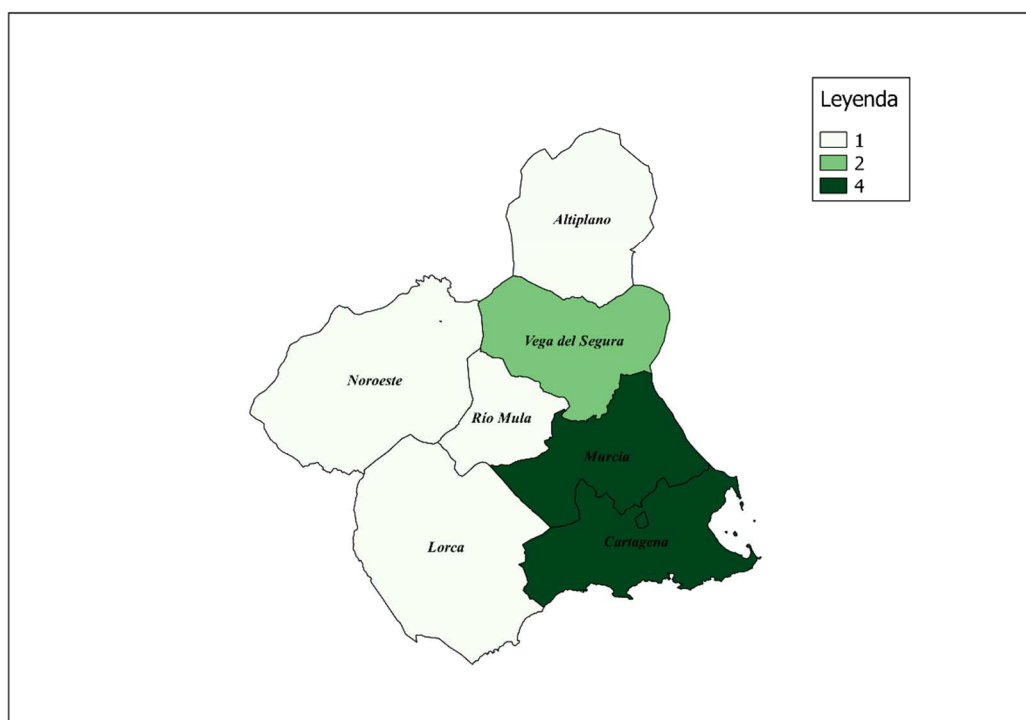 Leyenda
1
2
4
Altiplano
Vega del Segura
Noroeste
Río Mula
Murcia
Lorca
Cartagena